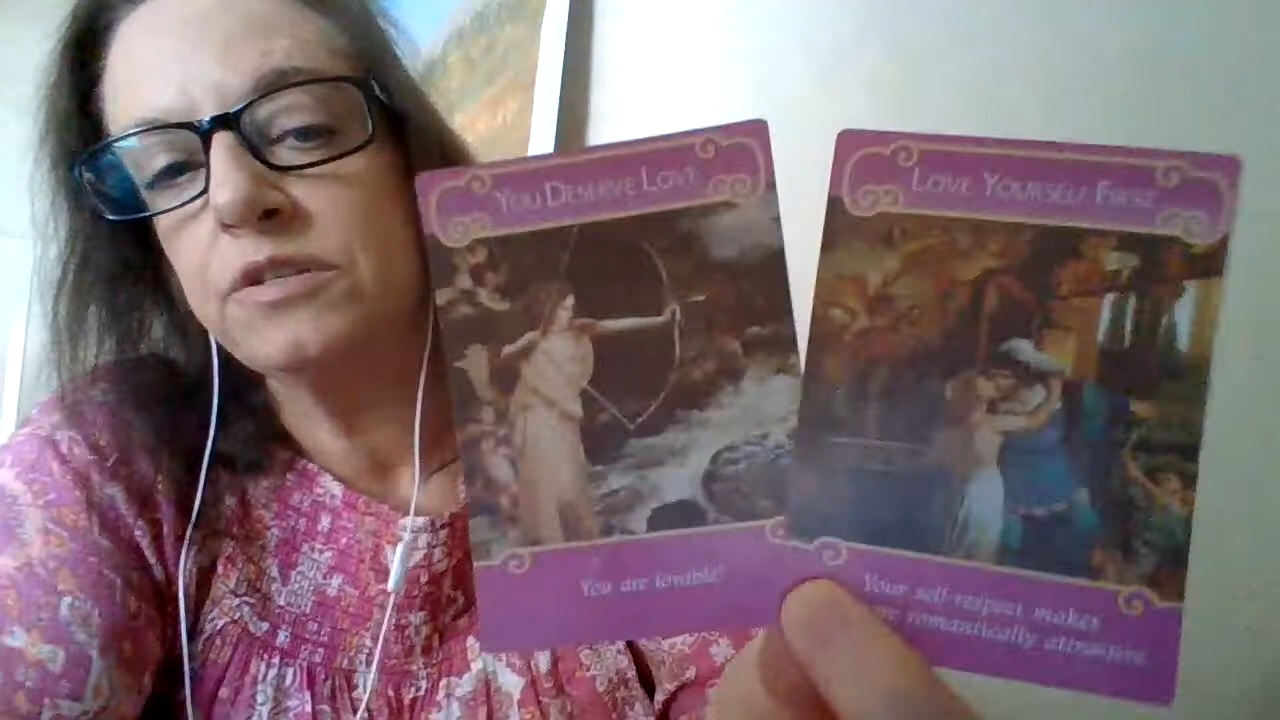 You Deserve Love
You are lovable!
Love Yourself First
Your self-respect makes
romantically attractive.